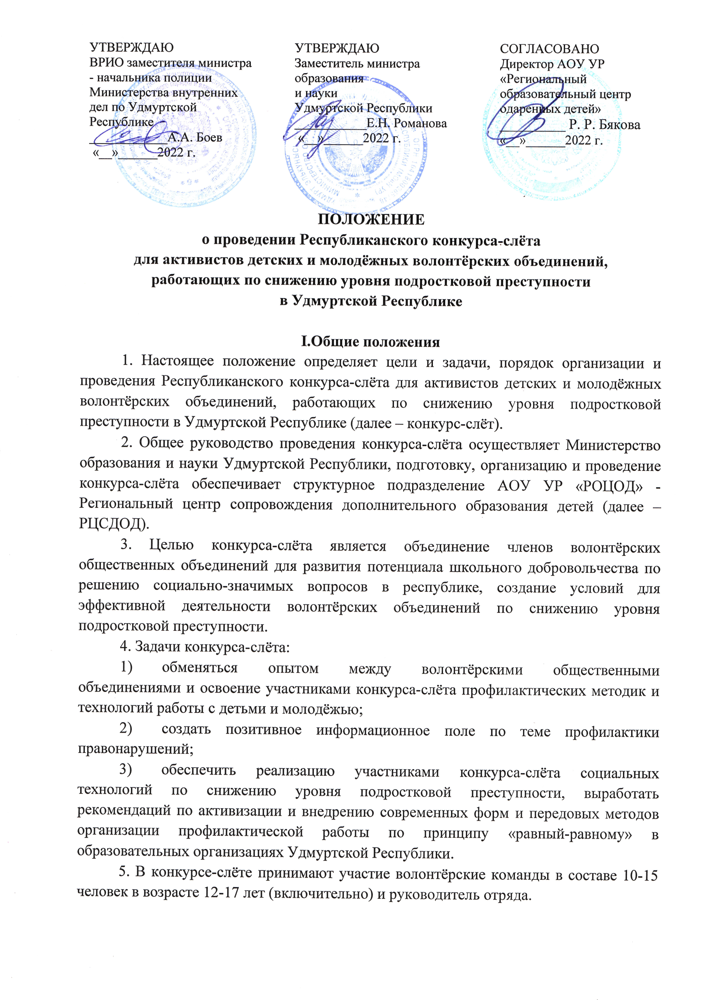 УТВЕРЖДАЮ
ВРИО заместителя министра
- начальника полиции
Министерства внутренних
дел по Удмуртской
Республике
____________А.А. Боев
«__»______2022 г.
УТВЕРЖДАЮ
Заместитель министра
образования
и науки
Удмуртской Республики
___________Е.Н. Романова
«__»______2022 г.
СОГЛАСОВАНО
Директор АОУ УР
«Региональный
образовательный центр
одаренных детей»
__________ Р. Р. Бякова
«__»______2022 г.
ПОЛОЖЕНИЕ
о проведении Республиканского конкурса-слёта
для активистов детских и молодёжных волонтёрских объединений,
работающих по снижению уровня подростковой преступности
в Удмуртской Республике
I.Общие положения
1. Настоящее положение определяет цели и задачи, порядок организации и
проведения Республиканского конкурса-слёта для активистов детских и молодёжных
волонтёрских объединений, работающих по снижению уровня подростковой
преступности в Удмуртской Республике (далее – конкурс-слёт).
2. Общее руководство проведения конкурса-слёта осуществляет Министерство
образования и науки Удмуртской Республики, подготовку, организацию и проведение
конкурса-слёта обеспечивает структурное подразделение АОУ УР «РОЦОД» -
Региональный центр сопровождения дополнительного образования детей (далее –
РЦСДОД).
3. Целью конкурса-слёта является объединение членов волонтёрских
общественных объединений для развития потенциала школьного добровольчества по
решению социально-значимых вопросов в республике, создание условий для
эффективной деятельности волонтёрских объединений по снижению уровня
подростковой преступности.
4. Задачи конкурса-слёта:
1) обменяться опытом между волонтёрскими общественными
объединениями и освоение участниками конкурса-слёта профилактических методик и
технологий работы с детьми и молодёжью;
2) создать позитивное информационное поле по теме профилактики
правонарушений;
3) обеспечить реализацию участниками конкурса-слёта социальных
технологий по снижению уровня подростковой преступности, выработать
рекомендаций по активизации и внедрению современных форм и передовых методов
организации профилактической работы по принципу «равный-равному» в
образовательных организациях Удмуртской Республики.
5. В конкурсе-слёте принимают участие волонтёрские команды в составе 10-15
человек в возрасте 12-17 лет (включительно) и руководитель отряда.